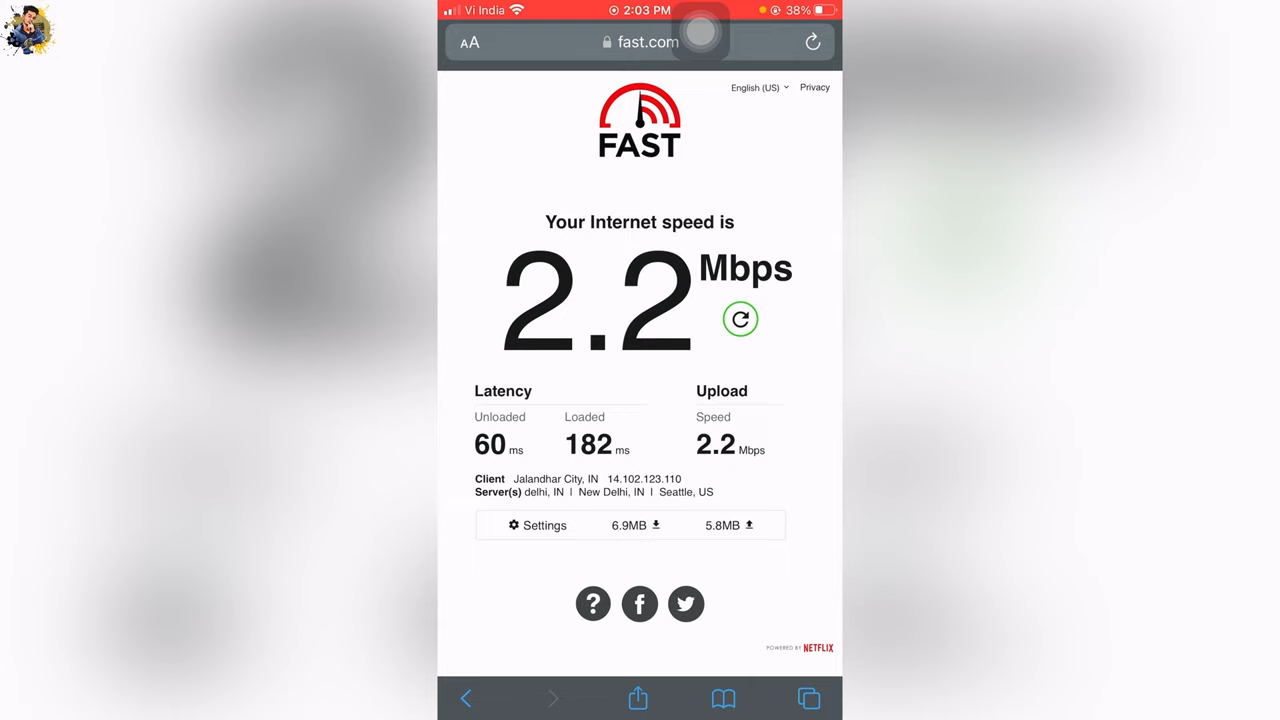 Vi India 2:03 PM 38%
AA fast.com
English (US) Privacy
FAST
Your Internet speed is
2.2 Mbps
Latency Upload
Unloaded Loaded Speed
60 ms 182 ms 2.2 Mbps
Client Jalandhar City, IN 14.102.123.110
Server(s) delhi, IN | New Delhi, IN | Seattle, US
Settings 6.9MB 5.8MB
?
POWERED BY NETFLIX